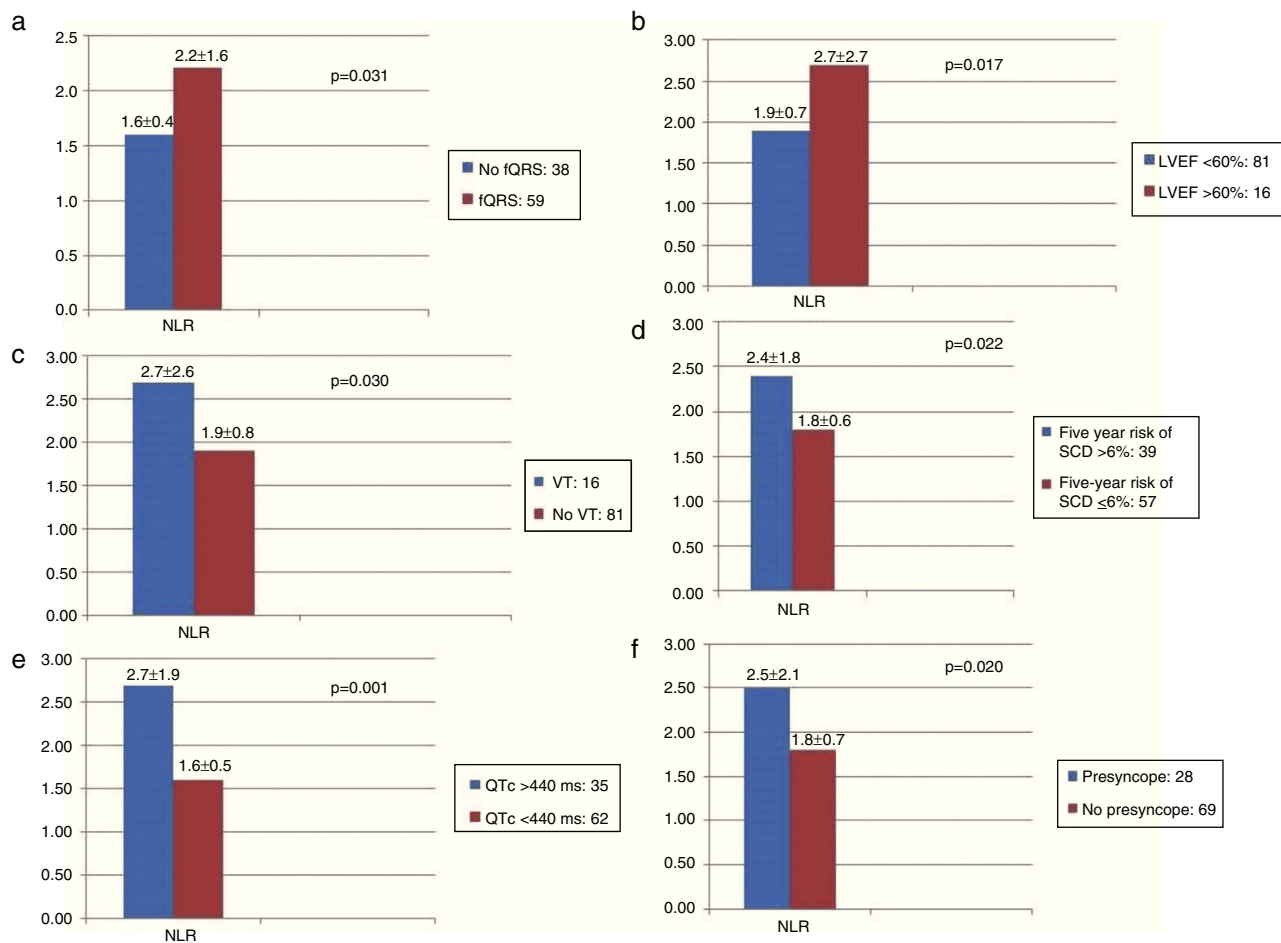 a
2.5
2.0
1.5
1.0
0.5
0.0
2.2±1.6
1.6±0.4
p=0.031
NLR
No fQRS: 38
fQRS: 59
b
3.00
2.50
2.00
1.50
1.00
0.50
0.00
2.7±2.7
1.9±0.7
p=0.017
NLR
LVEF <60%: 81
LVEF >60%: 16
c
3.00
2.50
2.00
1.50
1.00
0.50
0.00
2.7±2.6
1.9±0.8
p=0.030
NLR
VT: 16
No VT: 81
d
3.00
2.50
2.00
1.50
1.00
0.50
0.00
2.4±1.8
1.8±0.6
p=0.022
NLR
Five year risk of
SCD >6%: 39
Five-year risk of
SCD ≤6%: 57
e
3.00
2.50
2.00
1.50
1.00
0.50
0.00
2.7±1.9
1.6±0.5
p=0.001
NLR
QTc >440 ms: 35
QTc <440 ms: 62
f
3.00
2.50
2.00
1.50
1.00
0.50
0.00
2.5±2.1
1.8±0.7
p=0.020
NLR
Presyncope: 28
No presyncope: 69